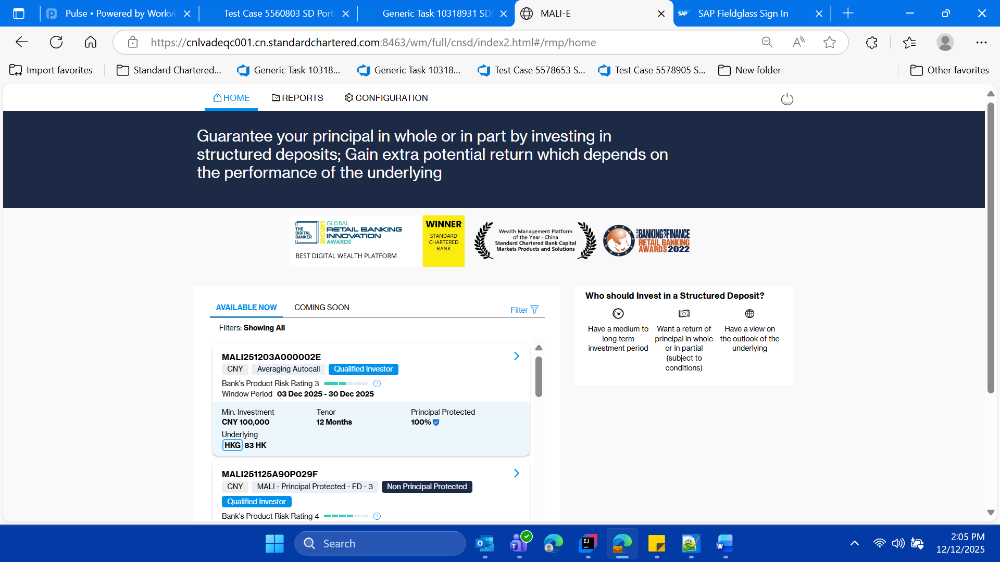 Pulse • Powered by Workvi
Test Case 5560803 SD Port
Generic Task 10318931 SDI
MALI-E
SAP
SAP Fieldglass Sign In
https://cnlvadeqc001.cn.standardchartered.com:8463/wm/full/cnsd/index2.html#/rmp/home
Import favorites
Standard Chartered...
Generic Task 10318...
Generic Task 10318...
Test Case 5578653 S...
Test Case 5578905 S...
New folder
Other favorites
HOME
REPORTS
CONFIGURATION
Guarantee your principal in whole or in part by investing in
structured deposits; Gain extra potential return which depends on
the performance of the underlying
THE
DIGITAL
BANKER
2021
GLOBAL
RETAIL BANKING
INNOVATION
AWARDS
BEST DIGITAL WEALTH PLATFORM
WINNER
STANDARD
CHARTERED
BANK
Wealth Management Platform
of the Year - China
Standard Chartered Bank Capital
Markets Products and Solutions
ASIAN
BANKING&FINANCE
RETAIL BANKING
AWARDS 2022
AVAILABLE NOW
COMING SOON
Filter
Filters: Showing All
MALI251203A000002E
CNY
Averaging Autocall
Qualified Investor
Bank's Product Risk Rating 3
Window Period 03 Dec 2025 - 30 Dec 2025
Min. Investment
Tenor
Principal Protected
CNY 100,000
12 Months
100%
Underlying
HKG 83 HK
MALI251125A90P029F
CNY
MALI - Principal Protected - FD - 3
Non Principal Protected
Qualified Investor
Bank's Product Risk Rating 4
Who should Invest in a Structured Deposit?
Have a medium to
long term
investment period
Want a return of
principal in whole
or in partial
(subject to
conditions)
Have a view on
the outlook of the
underlying
Search
2:05 PM
12/12/2025